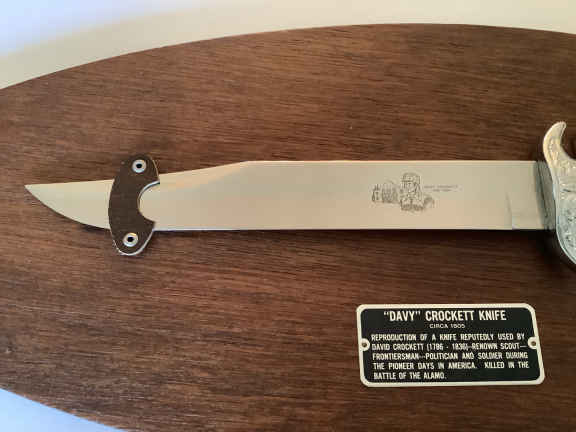 "DAVY" CROCKETT KNIFE
CIRCA 1805
REPRODUCTION OF A KNIFE REPUTEDLY USED BY
DAVID CROCKETT (1786 - 1836)—RENOWN SCOUT—
FRONTIERSMAN—POLITICIAN AND SOLDIER DURING
THE PIONEER DAYS IN AMERICA. KILLED IN THE
BATTLE OF THE ALAMO.